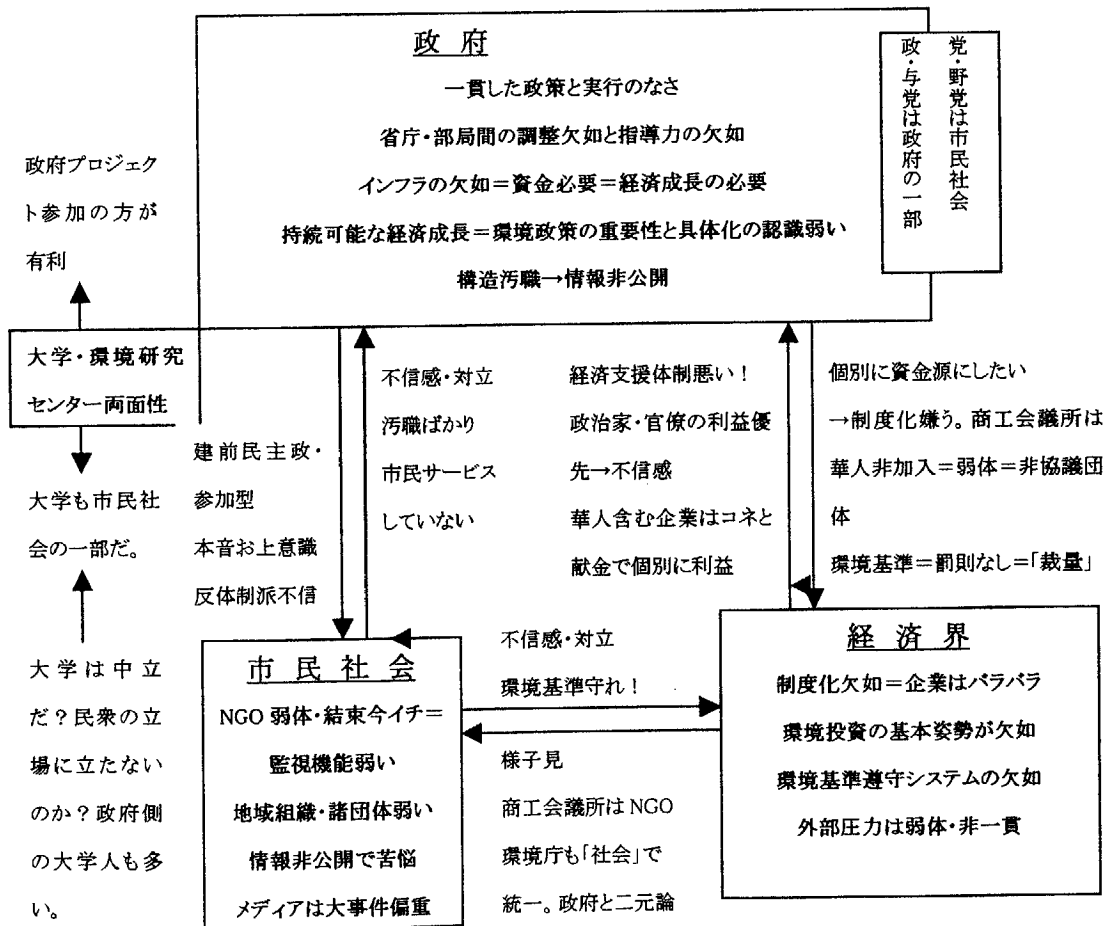 政 府
一貫した政策と実行のなさ
省庁・部局間の調整欠如と指導力の欠如
インフラの欠如＝資金必要＝経済成長の必要
持続可能な経済成長＝環境政策の重要性と具体化の認識弱い
構造汚職→情報非公開
党・野党は市民社会
政・与党は政府の一部
政府プロジェク
ト参加の方が
有利
大学・環境研究
センター両面性
大学も市民社
会の一部だ。
大学は中立
だ？民衆の立
場に立たない
のか？政府側
の大学人も多
い。
建前民主政・
参加型
本音お上意識
反体制派不信
不信感・対立
汚職ばかり
市民サービス
していない
経済支援体制悪い！
政治家・官僚の利益優
先→不信感
華人含む企業はコネと
献金で個別に利益
個別に資金源にしたい
→制度化嫌う。商工会議所は
華人非加入＝弱体＝非協議団
体
環境基準＝罰則なし＝「裁量」
市 民 社 会
NGO 弱体・結束今イチ＝
監視機能弱い
地域組織・諸団体弱い
情報非公開で苦悩
メディアは大事件偏重
不信感・対立
環境基準守れ！
様子見
商工会議所は NGO
環境庁も「社会」で
統一。政府と二元論
経 済 界
制度化欠如＝企業はバラバラ
環境投資の基本姿勢が欠如
環境基準遵守システムの欠如
外部圧力は弱体・非一貫